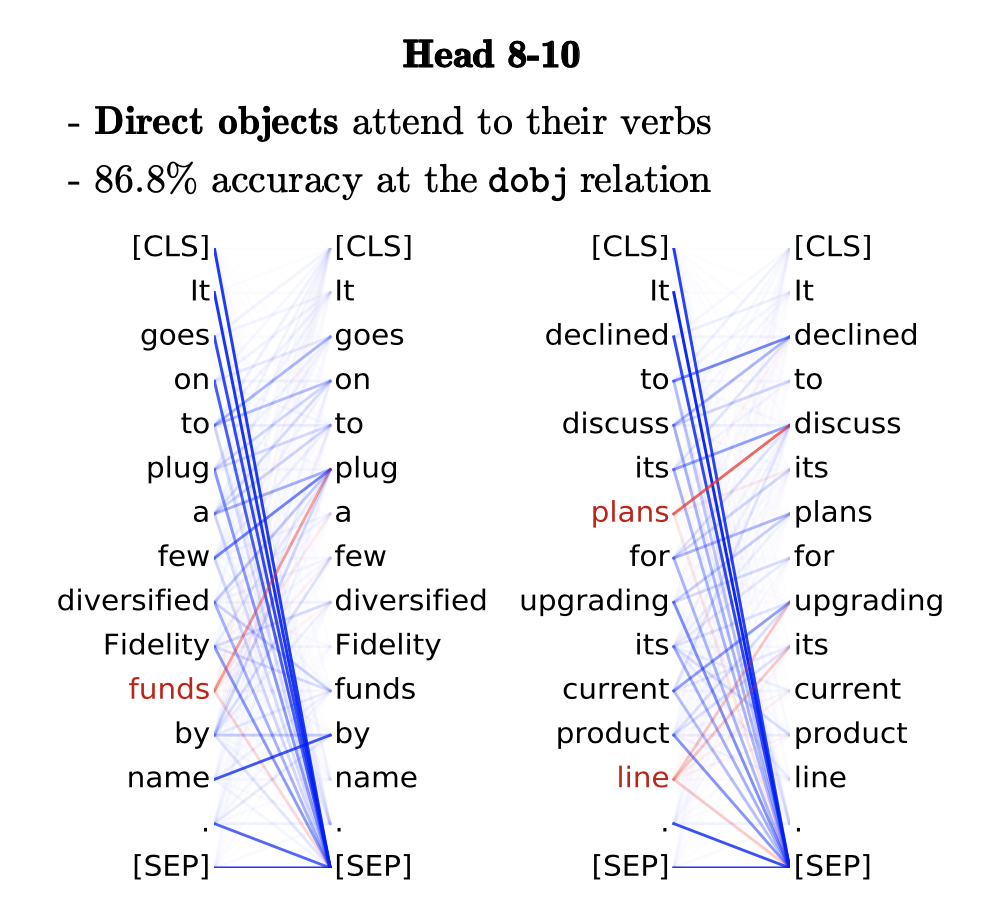 Head 8-10
- Direct objects attend to their verbs
- 86.8% accuracy at the dobj relation
[CLS] [CLS] [CLS] [CLS]
It It It It
goes goes declined declined
on on to to
to to discuss discuss
plug plug its its
a a plans plans
few few for for
diversified diversified upgrading upgrading
Fidelity Fidelity its its
funds funds current current
by by product product
name name line line
. . . .
[SEP] [SEP] [SEP] [SEP]